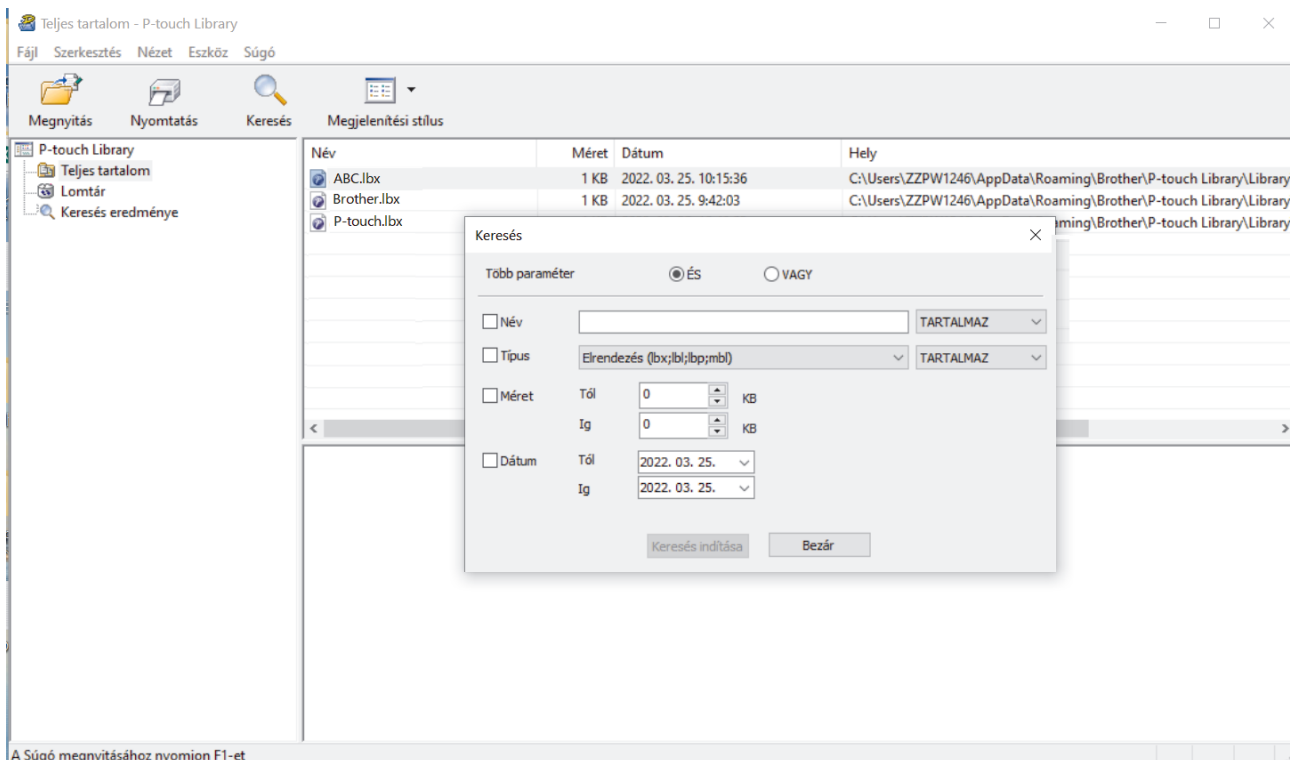 Teljes tartalom - P-touch Library
Fájl Szerkesztés Nézet Eszköz Súgó
Megnyitás Nyomtatás Keresés Megjelenítési stílus
P-touch Library
Teljes tartalom
Lomtár
Keresés eredménye
Név Méret Dátum Hely
ABC.lbx 1 KB 2022. 03. 25. 10:15:36 C:\Users\ZZPW1246\AppData\Roaming\Brother\P-touch Library\Library
Brother.lbx 1 KB 2022. 03. 25. 9:42:03 C:\Users\ZZPW1246\AppData\Roaming\Brother\P-touch Library\Library
P-touch.lbx ming\Brother\P-touch Library\Library
Keresés
Több paraméter ÉS VAGY
Név TARTALMAZ
Típus Elrendezés (lbx;lbl;lbp;mbl) TARTALMAZ
Méret Tól 0 KB
Ig 0 KB
Dátum Tól 2022. 03. 25.
Ig 2022. 03. 25.
Keresés indítása Bezár
A Súgó megnyitásához nyomjon F1-et